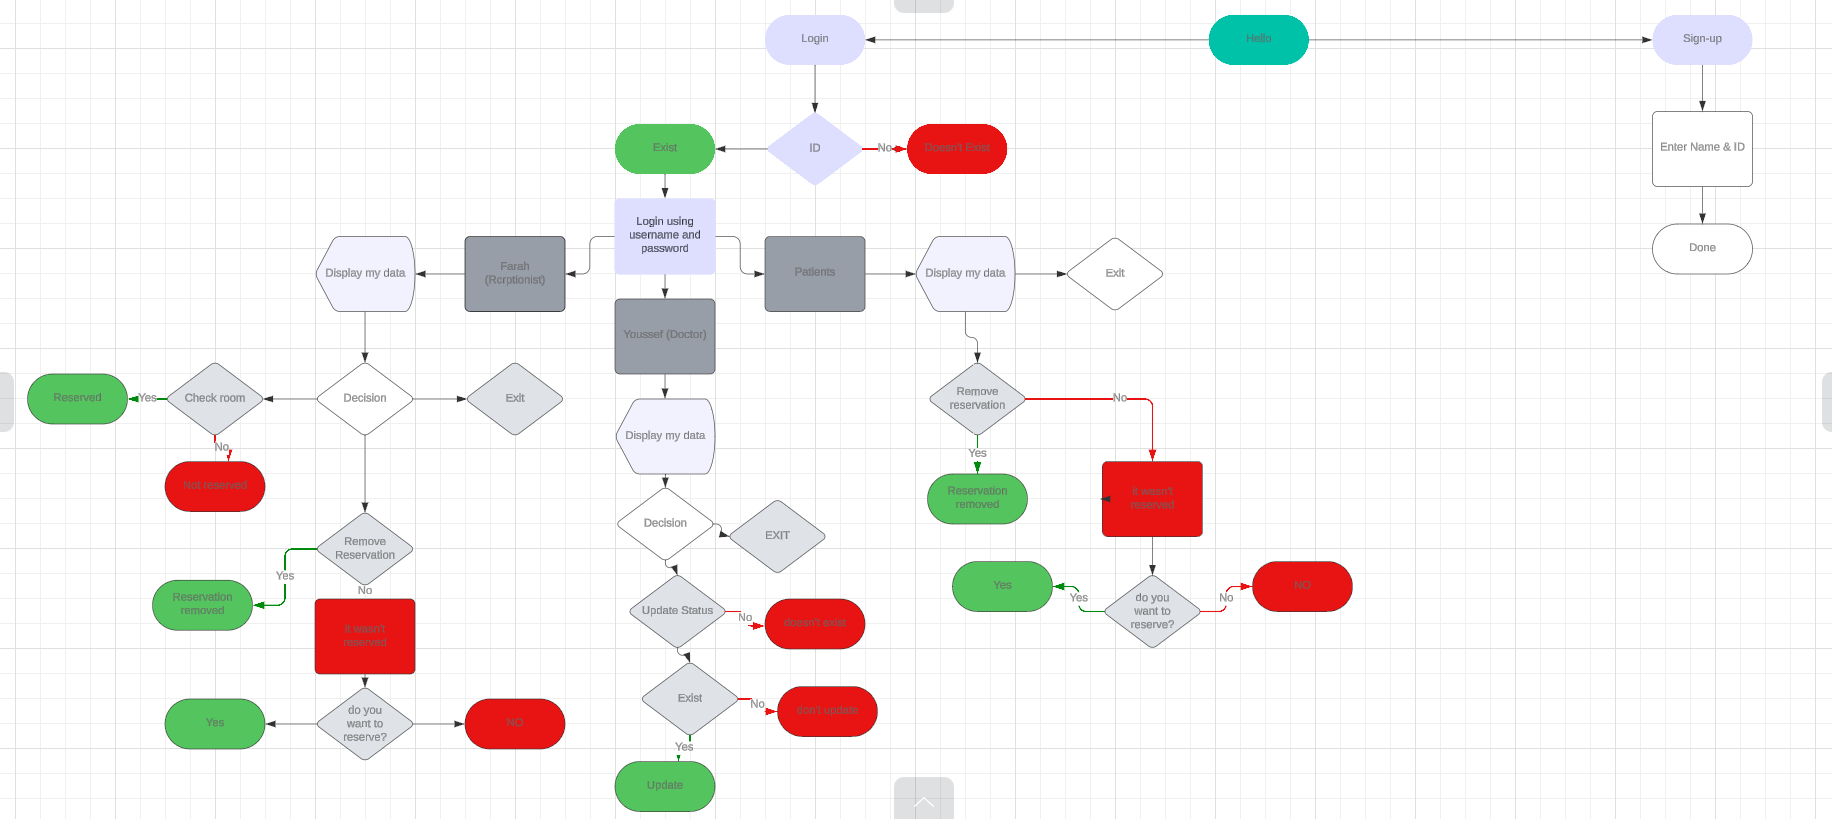 Login
Hello
Sign-up
Exist
ID
No
Doesn't Exist
Enter Name & ID
Login using
username and
password
Display my data
Farah
(Rcrptionist)
Patients
Display my data
Exit
Done
Youssef (Doctor)
Reserved
Yes
Check room
Decision
Exit
Remove
reservation
No
No
Not reserved
Display my data
Yes
Reservation
removed
It wasn't
reserved
Decision
EXIT
Remove
Reservation
Yes
No
Reservation
removed
It wasn't
reserved
Update Status
No
doesn't exist
Yes
Yes
do you
want to
reserve?
No
NO
Yes
do you
want to
reserve?
NO
Exist
No
don't update
Yes
Update